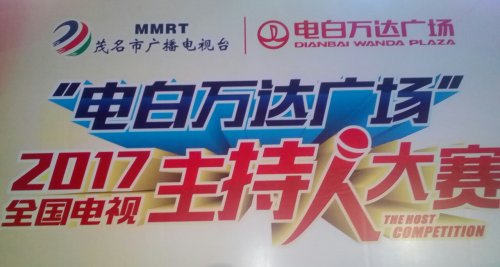 MMRT
茂名市广播电视台
电白万达广场
DIANBAI WANDA PLAZA
"电白万达广场"
2017
全国电视
主持人大赛
THE HOST
COMPETITION